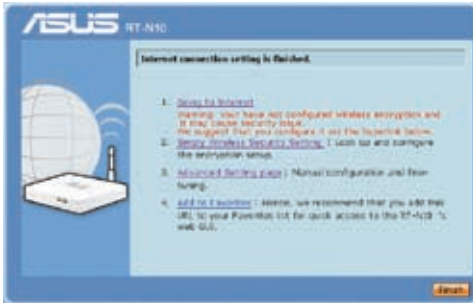 ASUS RT-N10
Internet connection setting is finished.
1. Going to Internet
Warning: Your have not configured wireless encryption and
it may cause security issue.
We suggest that you configure it via the hyperlink below.
2. Simple Wireless Security Setting : Look up and configure
the encryption setup.
3. Advanced Setting page : Manual configuration and fine-
tuning.
4. Add to Favorites : Hence, we recommend that you add this
URL to your Favorites list for quick access to the RT-N10 's
web GUI.
Finish